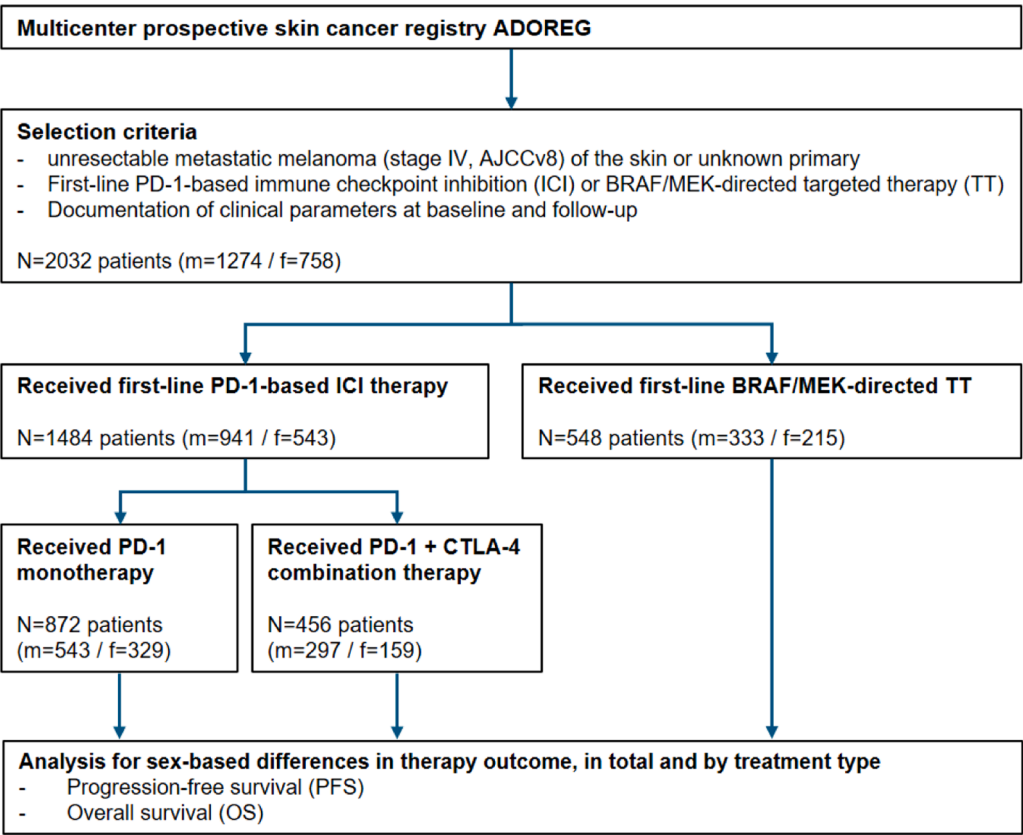 Multicenter prospective skin cancer registry ADOREG
Selection criteria
- unresectable metastatic melanoma (stage IV, AJCCv8) of the skin or unknown primary
- First-line PD-1-based immune checkpoint inhibition (ICI) or BRAF/MEK-directed targeted therapy (TT)
- Documentation of clinical parameters at baseline and follow-up
N=2032 patients (m=1274 / f=758)
Received first-line PD-1-based ICI therapy
N=1484 patients (m=941 / f=543)
Received first-line BRAF/MEK-directed TT
N=548 patients (m=333 / f=215)
Received PD-1
monotherapy
N=872 patients
(m=543 / f=329)
Received PD-1 + CTLA-4
combination therapy
N=456 patients
(m=297 / f=159)
Analysis for sex-based differences in therapy outcome, in total and by treatment type
- Progression-free survival (PFS)
- Overall survival (OS)